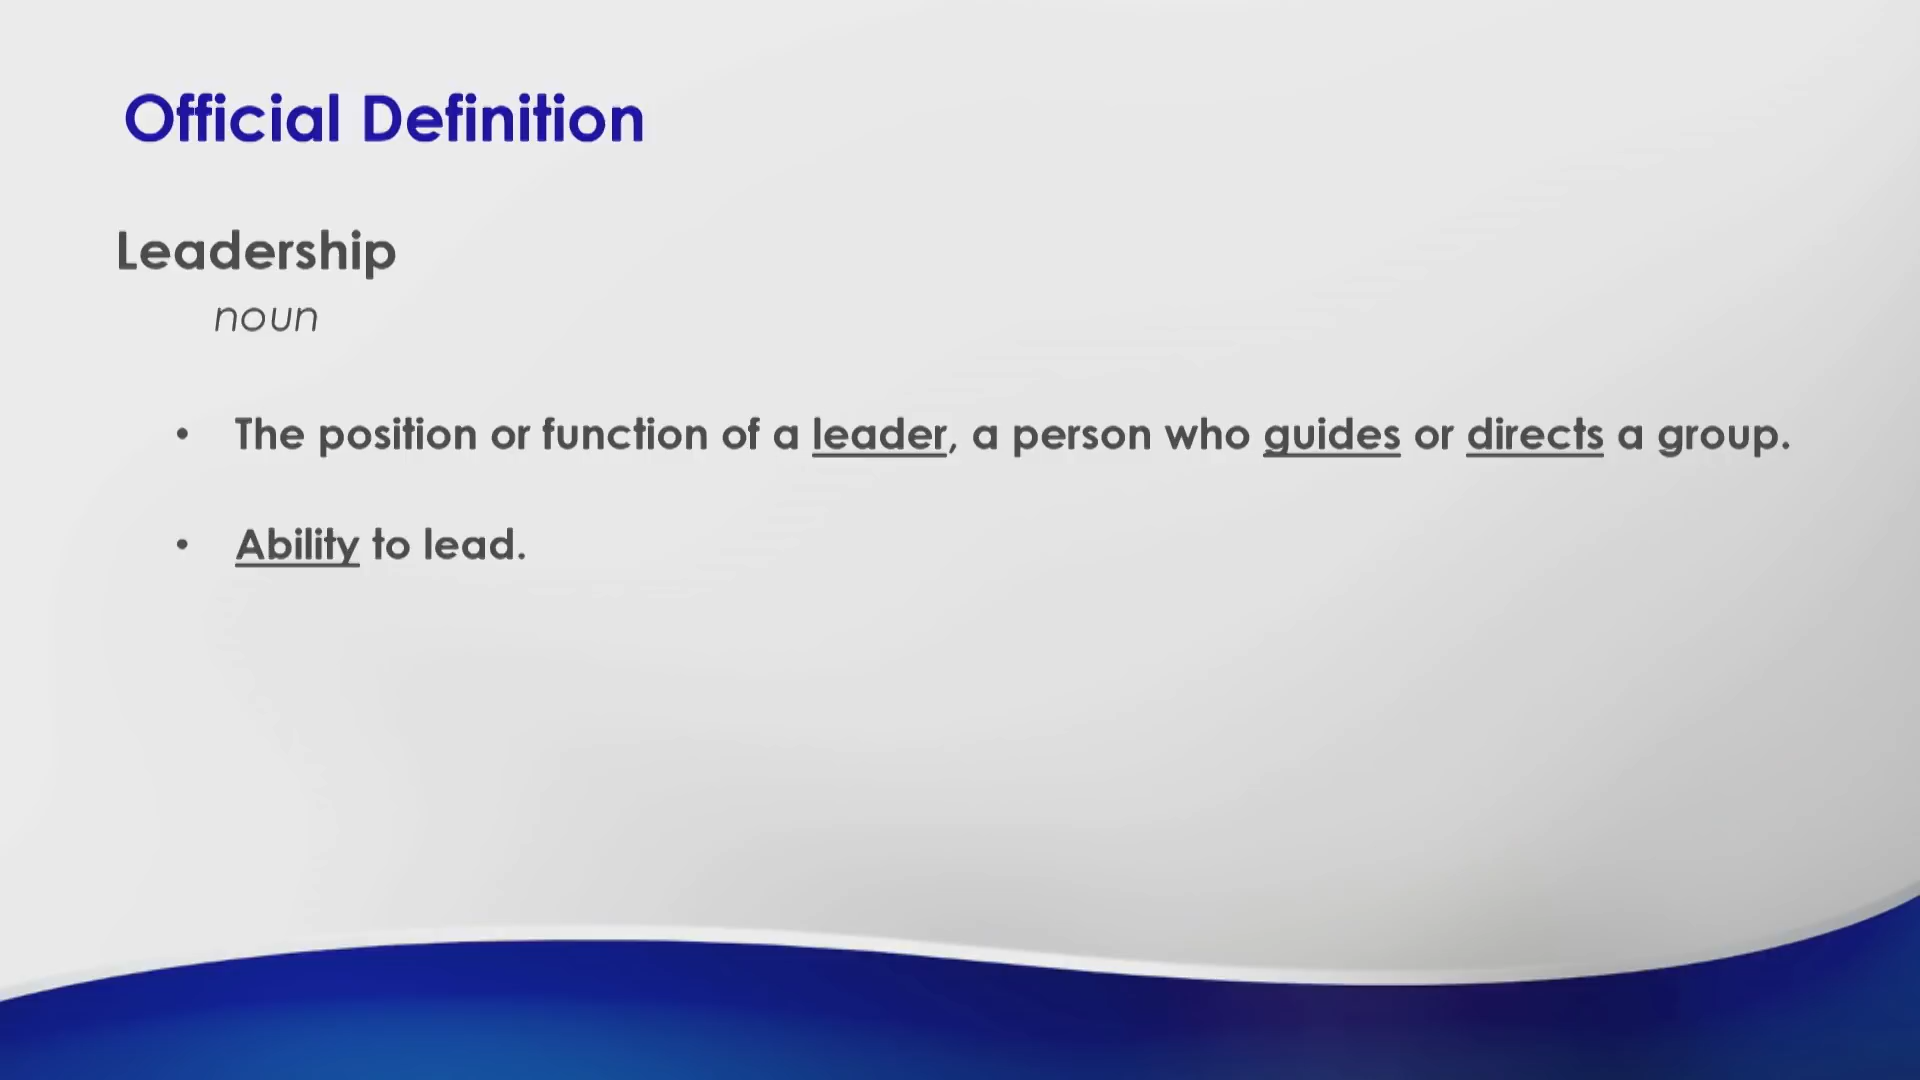 Official Definition
Leadership
noun
• The position or function of a leader, a person who guides or directs a group.
• Ability to lead.